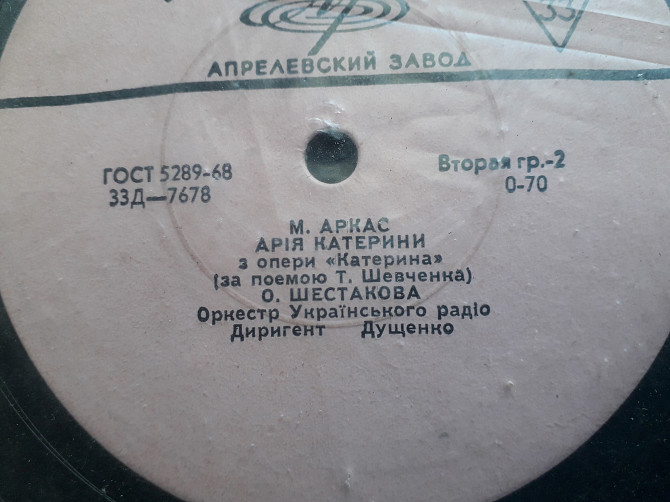 33
АПРЕЛЕВСКИЙ ЗАВОД
ГОСТ 5289-68
33Д—7678
Вторая гр.-2
0-70
М. АРКАС
АРІЯ КАТЕРИНИ
з опери «Катерина»
(за поемою Т. Шевченка)
О. ШЕСТАКОВА
Оркестр Українського радіо
Диригент Дущенко